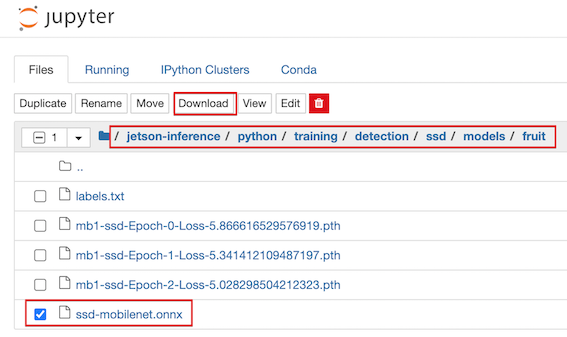 jupyter
Files Running IPython Clusters Conda
Duplicate Rename Move Download View Edit
1 / jetson-inference / python / training / detection / ssd / models / fruit
..
labels.txt
mb1-ssd-Epoch-0-Loss-5.866616529576919.pth
mb1-ssd-Epoch-1-Loss-5.341412109487197.pth
mb1-ssd-Epoch-2-Loss-5.028298504212323.pth
ssd-mobilenet.onnx